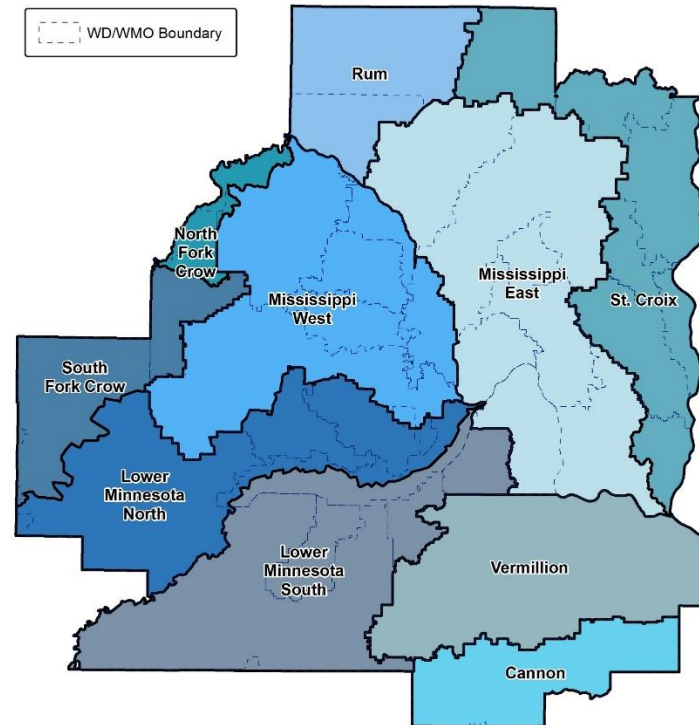 WD/WMO Boundary
Rum
North
Fork
Crow
Mississippi
West
Mississippi
East
St. Croix
South
Fork Crow
Lower
Minnesota
North
Lower
Minnesota
South
Vermillion
Cannon